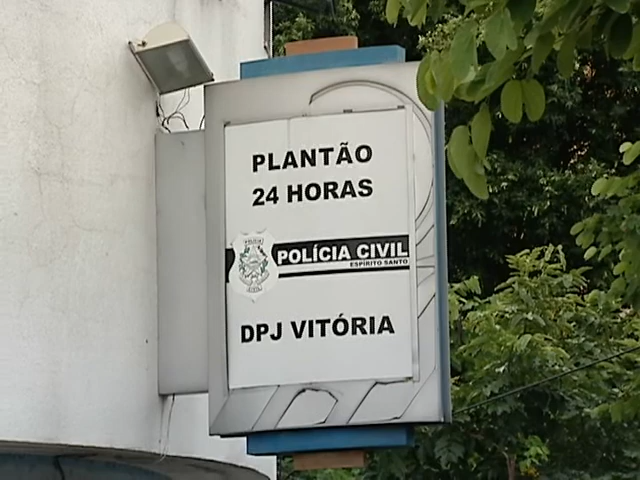 PLANTÃO
24 HORAS
POLÍCIA CIVIL
ESPÍRITO SANTO
DPJ VITÓRIA